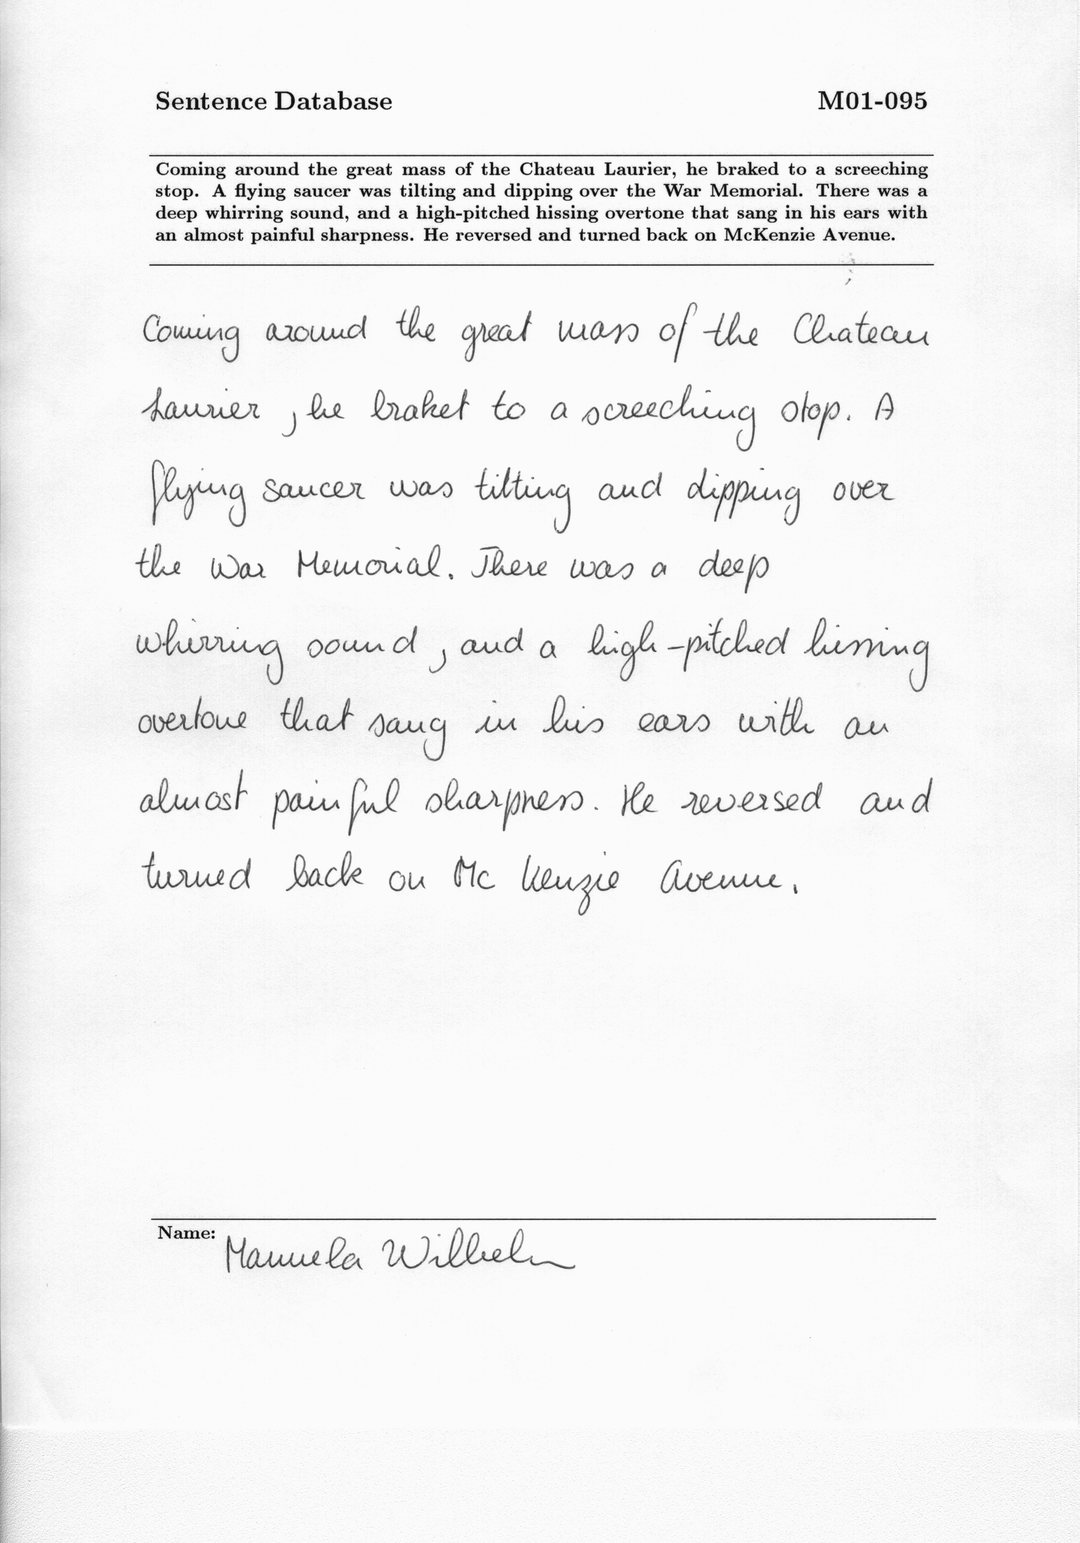 Sentence Database M01-095
Coming around the great mass of the Chateau Laurier, he braked to a screeching
stop. A flying saucer was tilting and dipping over the War Memorial. There was a
deep whirring sound, and a high-pitched hissing overtone that sang in his ears with
an almost painful sharpness. He reversed and turned back on McKenzie Avenue.
Coming around the great mass of the Chateau
Laurier, he braket to a screeching stop. A
flying saucer was tilting and dipping over
the War Memorial. There was a deep
whirring sound, and a high-pitched hissing
overtone that sang in his ears with an
almost painful sharpness. He reversed and
turned back on Mc Kenzie Avenue.
Name: Manuela Wilhelm